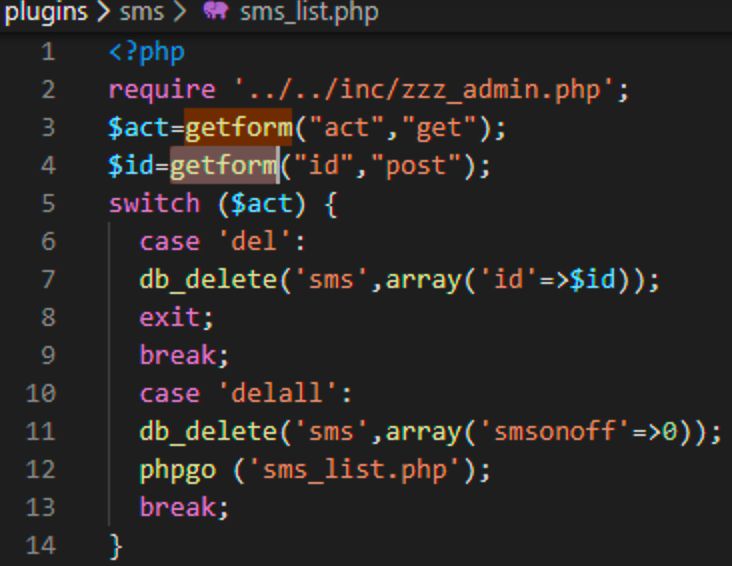 plugins > sms > sms_list.php
1 <?php
2 require '../../inc/zzz_admin.php';
3 $act=getform("act","get");
4 $id=getform("id","post");
5 switch ($act) {
6 case 'del':
7 db_delete('sms',array('id'=>$id));
8 exit;
9 break;
10 case 'delall':
11 db_delete('sms',array('smsonoff'=>0));
12 phpgo ('sms_list.php');
13 break;
14 }